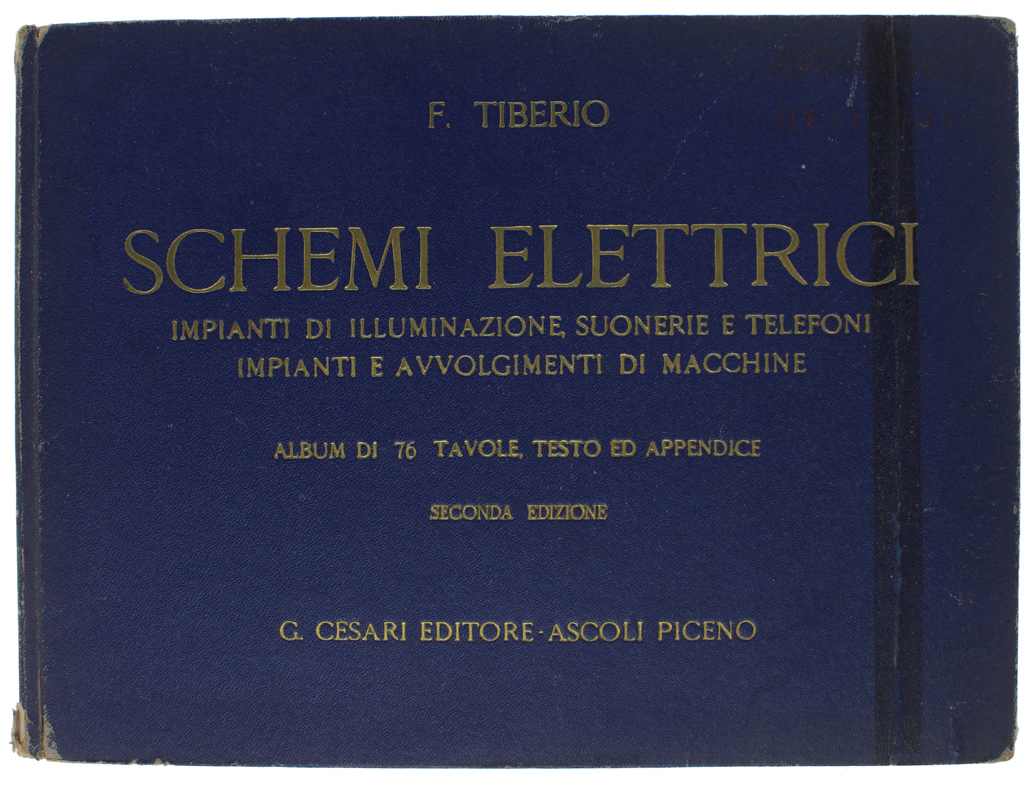 F. TIBERIO
SCHEMI ELETTRICI
IMPIANTI DI ILLUMINAZIONE, SUONERIE E TELEFONI
IMPIANTI E AVVOLGIMENTI DI MACCHINE
ALBUM DI 76 TAVOLE, TESTO ED APPENDICE
SECONDA EDIZIONE
G. CESARI EDITORE - ASCOLI PICENO